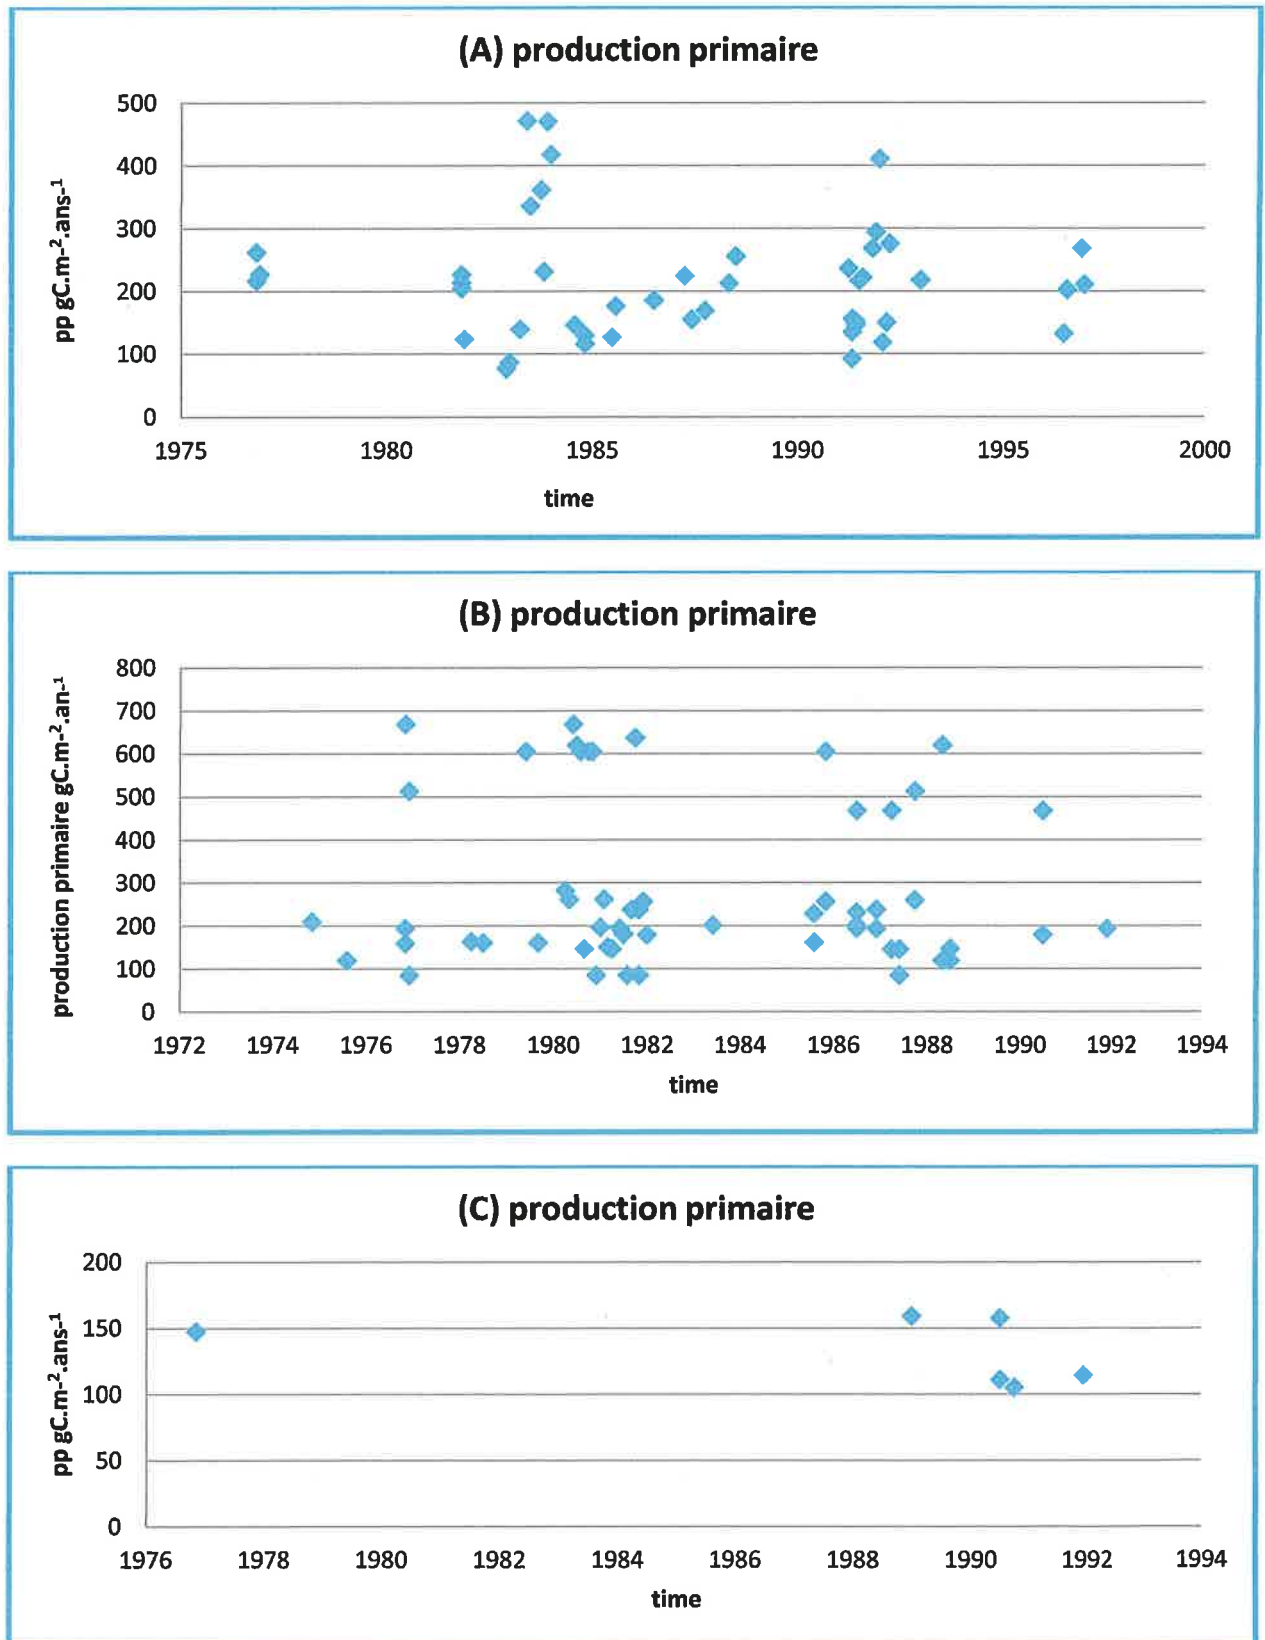 (A) production primaire
pp gC.m-².ans-¹
500
400
300
200
100
0
1975 1980 1985 1990 1995 2000
time
(B) production primaire
production primaire gC.m-².an-¹
800
700
600
500
400
300
200
100
0
1972 1974 1976 1978 1980 1982 1984 1986 1988 1990 1992 1994
time
(C) production primaire
pp gC.m-².ans-¹
200
150
100
50
0
1976 1978 1980 1982 1984 1986 1988 1990 1992 1994
time